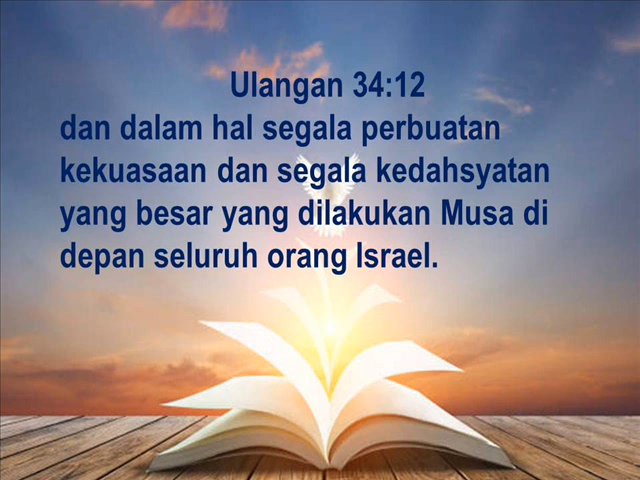 Ulangan 34:12
dan dalam hal segala perbuatan
kekuasaan dan segala kedahsyatan
yang besar yang dilakukan Musa di
depan seluruh orang Israel.